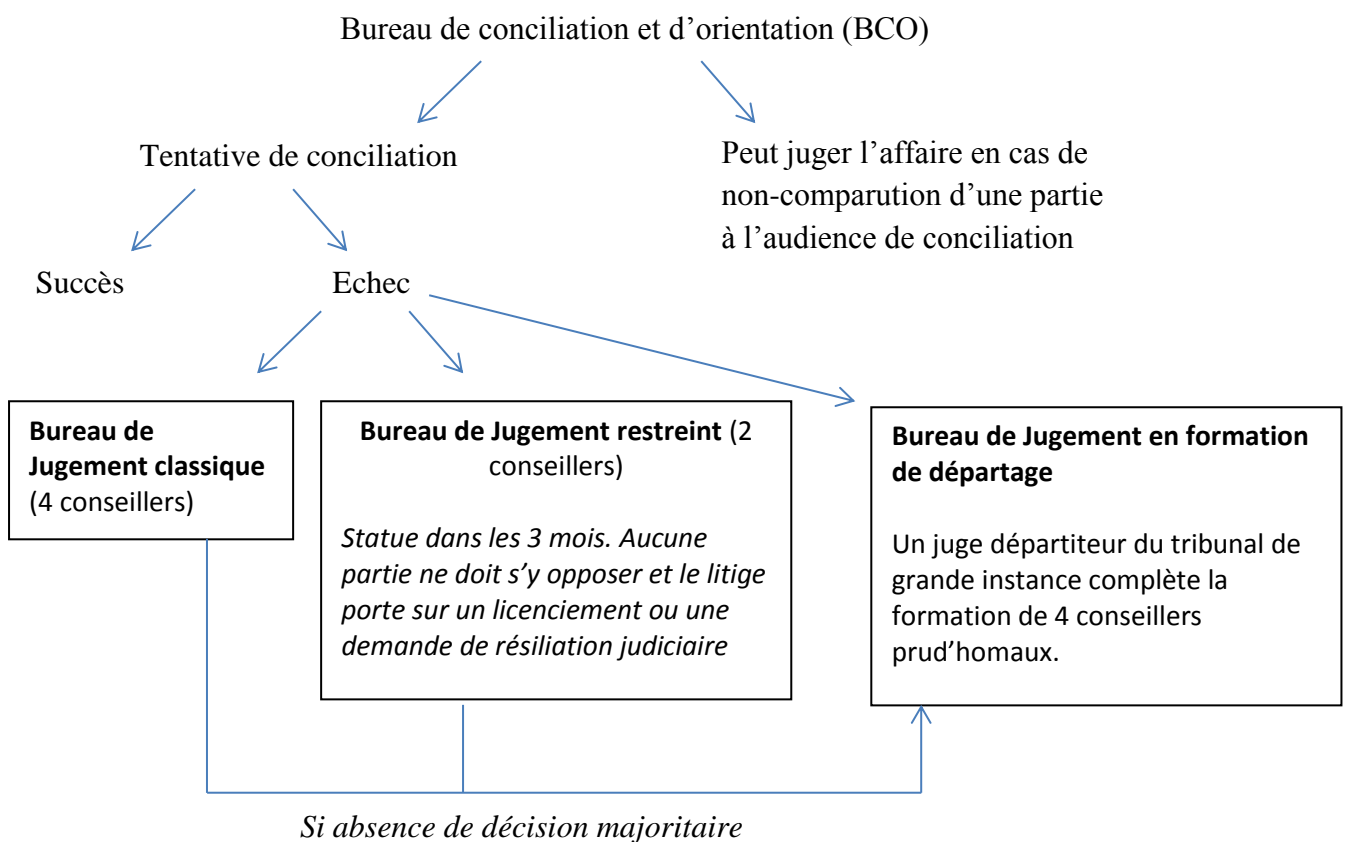 Bureau de conciliation et d’orientation (BCO)
Tentative de conciliation
Peut juger l’affaire en cas de
non-comparution d’une partie
à l’audience de conciliation
Succès
Echec
Bureau de
Jugement classique
(4 conseillers)
Bureau de Jugement restreint (2
conseillers)
Statue dans les 3 mois. Aucune
partie ne doit s’y opposer et le litige
porte sur un licenciement ou une
demande de résiliation judiciaire
Bureau de Jugement en formation
de départage
Un juge départiteur du tribunal de
grande instance complète la
formation de 4 conseillers
prud’homaux.
Si absence de décision majoritaire